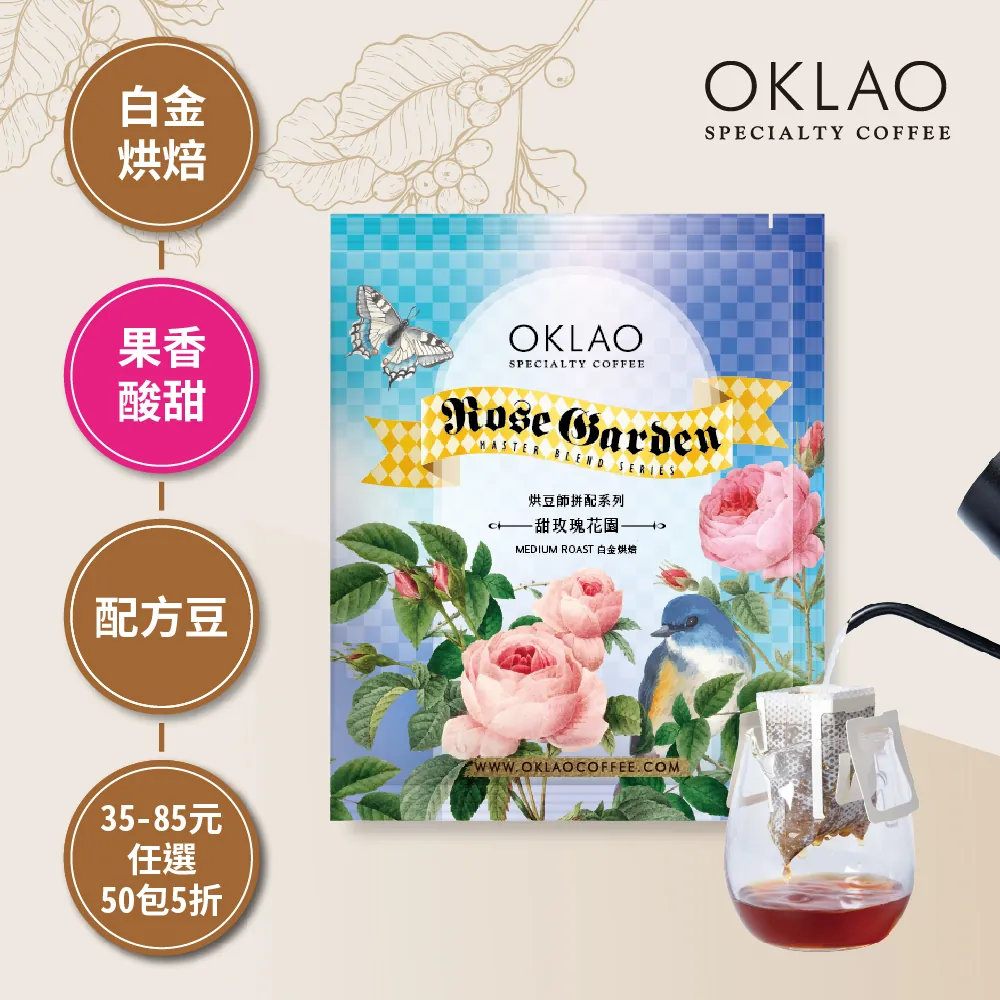 白金
烘焙
果香
酸甜
配方豆
35-85元
任選
50包5折
OKLAO
SPECIALTY COFFEE
OKLAO
SPECIALTY COFFEE
Rose Garden
MASTER BLEND SERIES
烘豆師拼配系列
甜玫瑰花園
MEDIUM ROAST 白金烘焙
WWW.OKLAOCOFFEE.COM